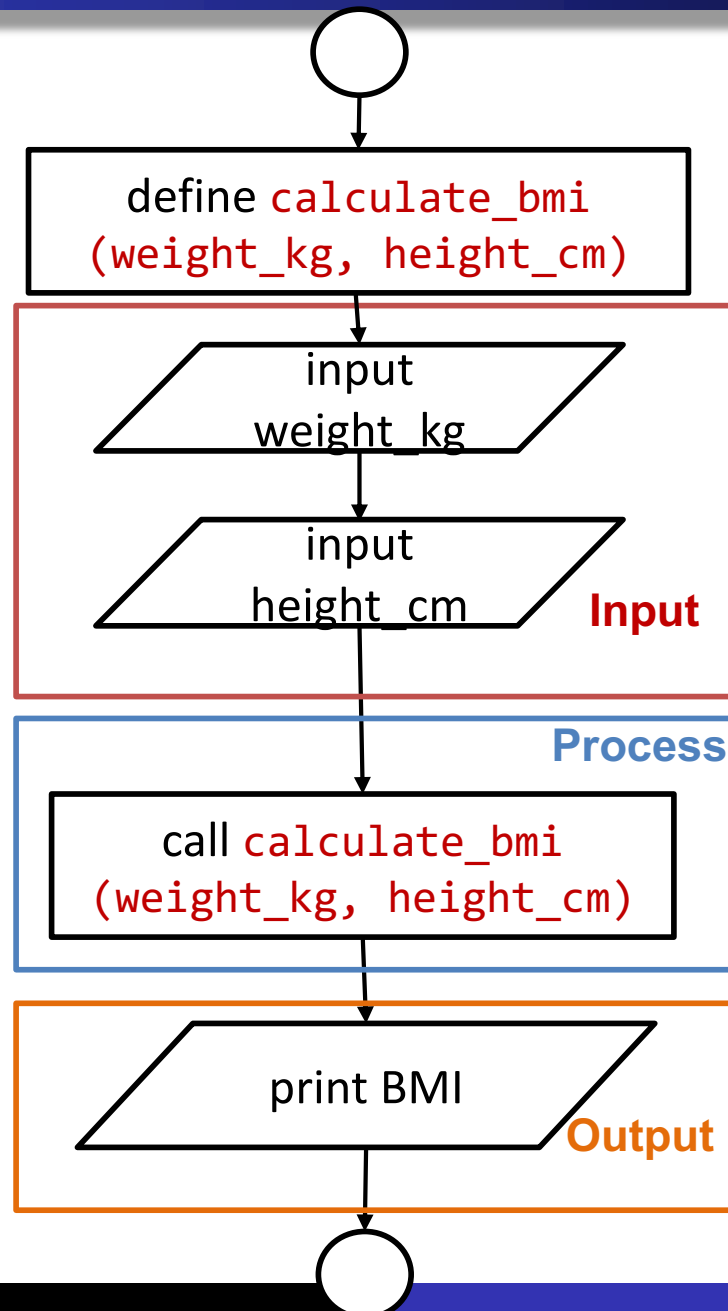 define calculate_bmi
(weight_kg, height_cm)
input
weight_kg
input
height_cm
Input
Process
call calculate_bmi
(weight_kg, height_cm)
print BMI
Output